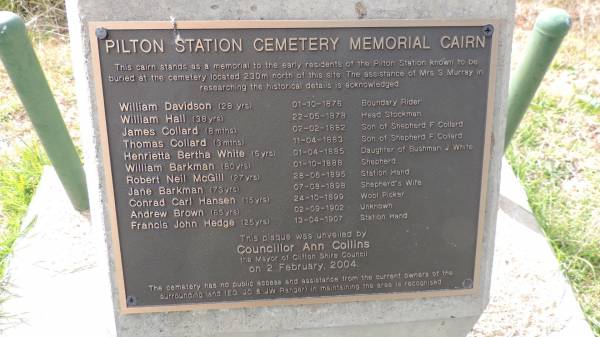 PILTON STATION CEMETERY MEMORIAL CAIRN
This cairn stands as a memorial to the early residents of the Pilton Station known to be
buried at the cemetery located 230m north of this site. The assistance of Mrs S Murray in
researching the historical details is acknowledged.
William Davidson (28 yrs) 01-10-1876 Boundary Rider
William Hall (38yrs) 22-05-1878 Head Stockman
James Collard (8mths) 07-02-1882 Son of Shepherd F Collard
Thomas Collard (3mths) 11-04-1883 Son of Shepherd F Collard
Henrietta Bertha White (5yrs) 01-04-1885 Daughter of Bushman J White
William Barkman (80yrs) 01-10-1888 Shepherd
Robert Neil McGill (27yrs) 28-06-1895 Station Hand
Jane Barkman (73yrs) 07-03-1898 Shepherd's Wife
Conrad Carl Hansen (15yrs) 24-10-1899 Wool Picker
Andrew Brown (65yrs) 02-09-1902 Unknown
Francis John Hedge (25yrs) 13-04-1907 Station Hand
This plaque was unveiled by
Councillor Ann Collins
the Mayor of Clifton Shire Council
on 2 February, 2004.
The cemetery has no public access and assistance from the current owners of the
surrounding land (EG, JC & JW Ranger) in maintaining the area is recognised.